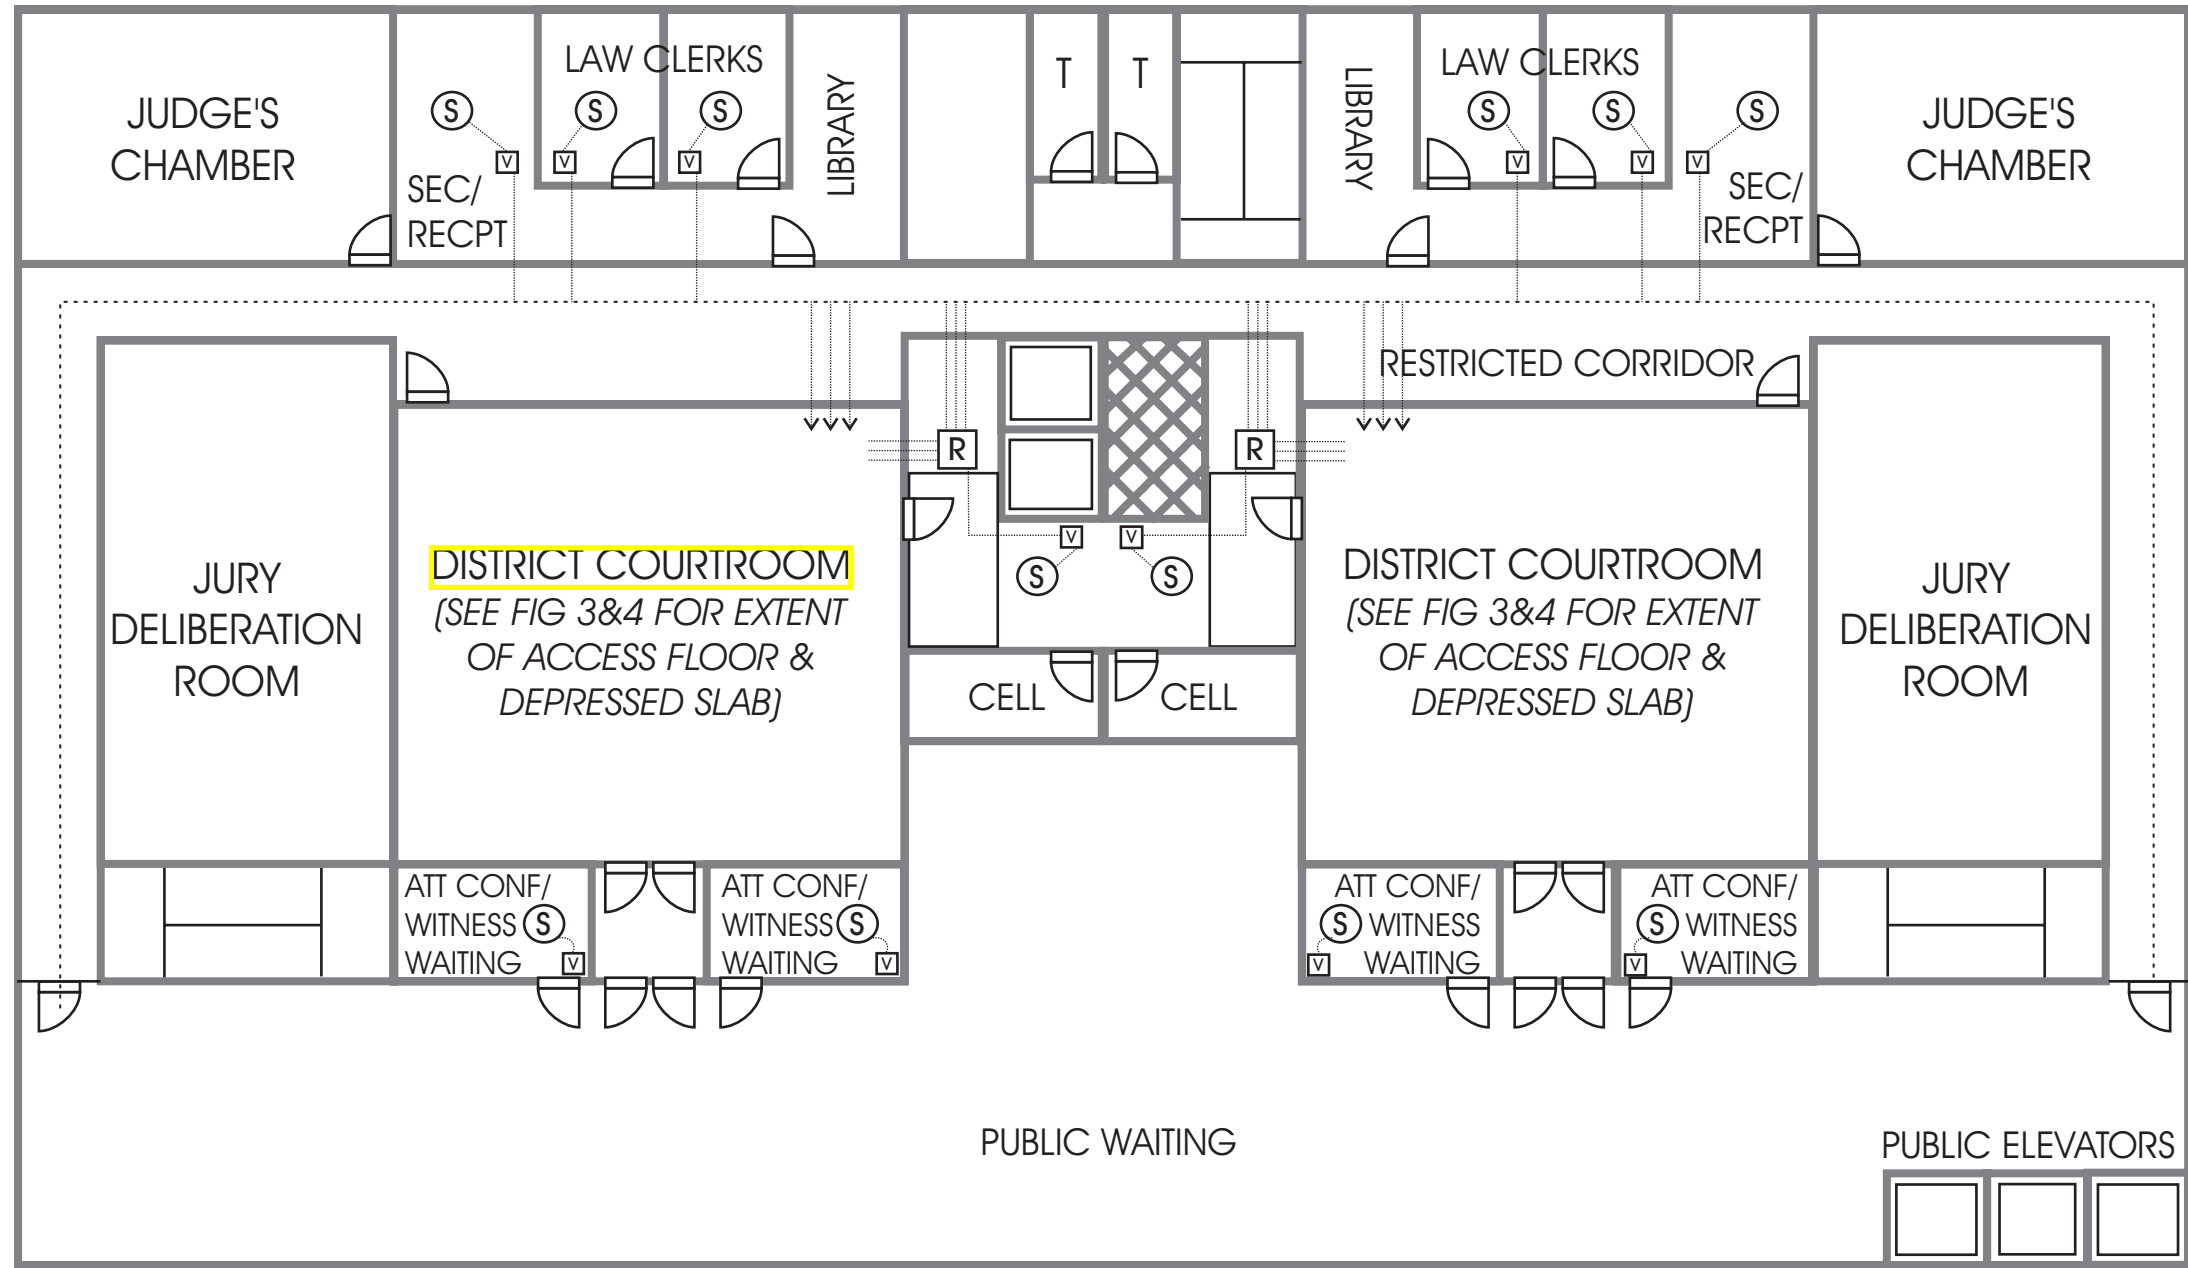 JUDGE'S
CHAMBER
S
V
SEC/
RECPT
LAW CLERKS
S
S
V
V
LIBRARY
T
T
LIBRARY
LAW CLERKS
S
S
V
V
S
V
SEC/
RECPT
JUDGE'S
CHAMBER
RESTRICTED CORRIDOR
R
R
V
V
S
S
JURY
DELIBERATION
ROOM
DISTRICT COURTROOM
(SEE FIG 3&4 FOR EXTENT
OF ACCESS FLOOR &
DEPRESSED SLAB)
CELL
CELL
DISTRICT COURTROOM
(SEE FIG 3&4 FOR EXTENT
OF ACCESS FLOOR &
DEPRESSED SLAB)
JURY
DELIBERATION
ROOM
ATT CONF/
WITNESS S
WAITING V
ATT CONF/
WITNESS S
WAITING V
ATT CONF/
S WITNESS
V WAITING
ATT CONF/
S WITNESS
V WAITING
PUBLIC WAITING
PUBLIC ELEVATORS